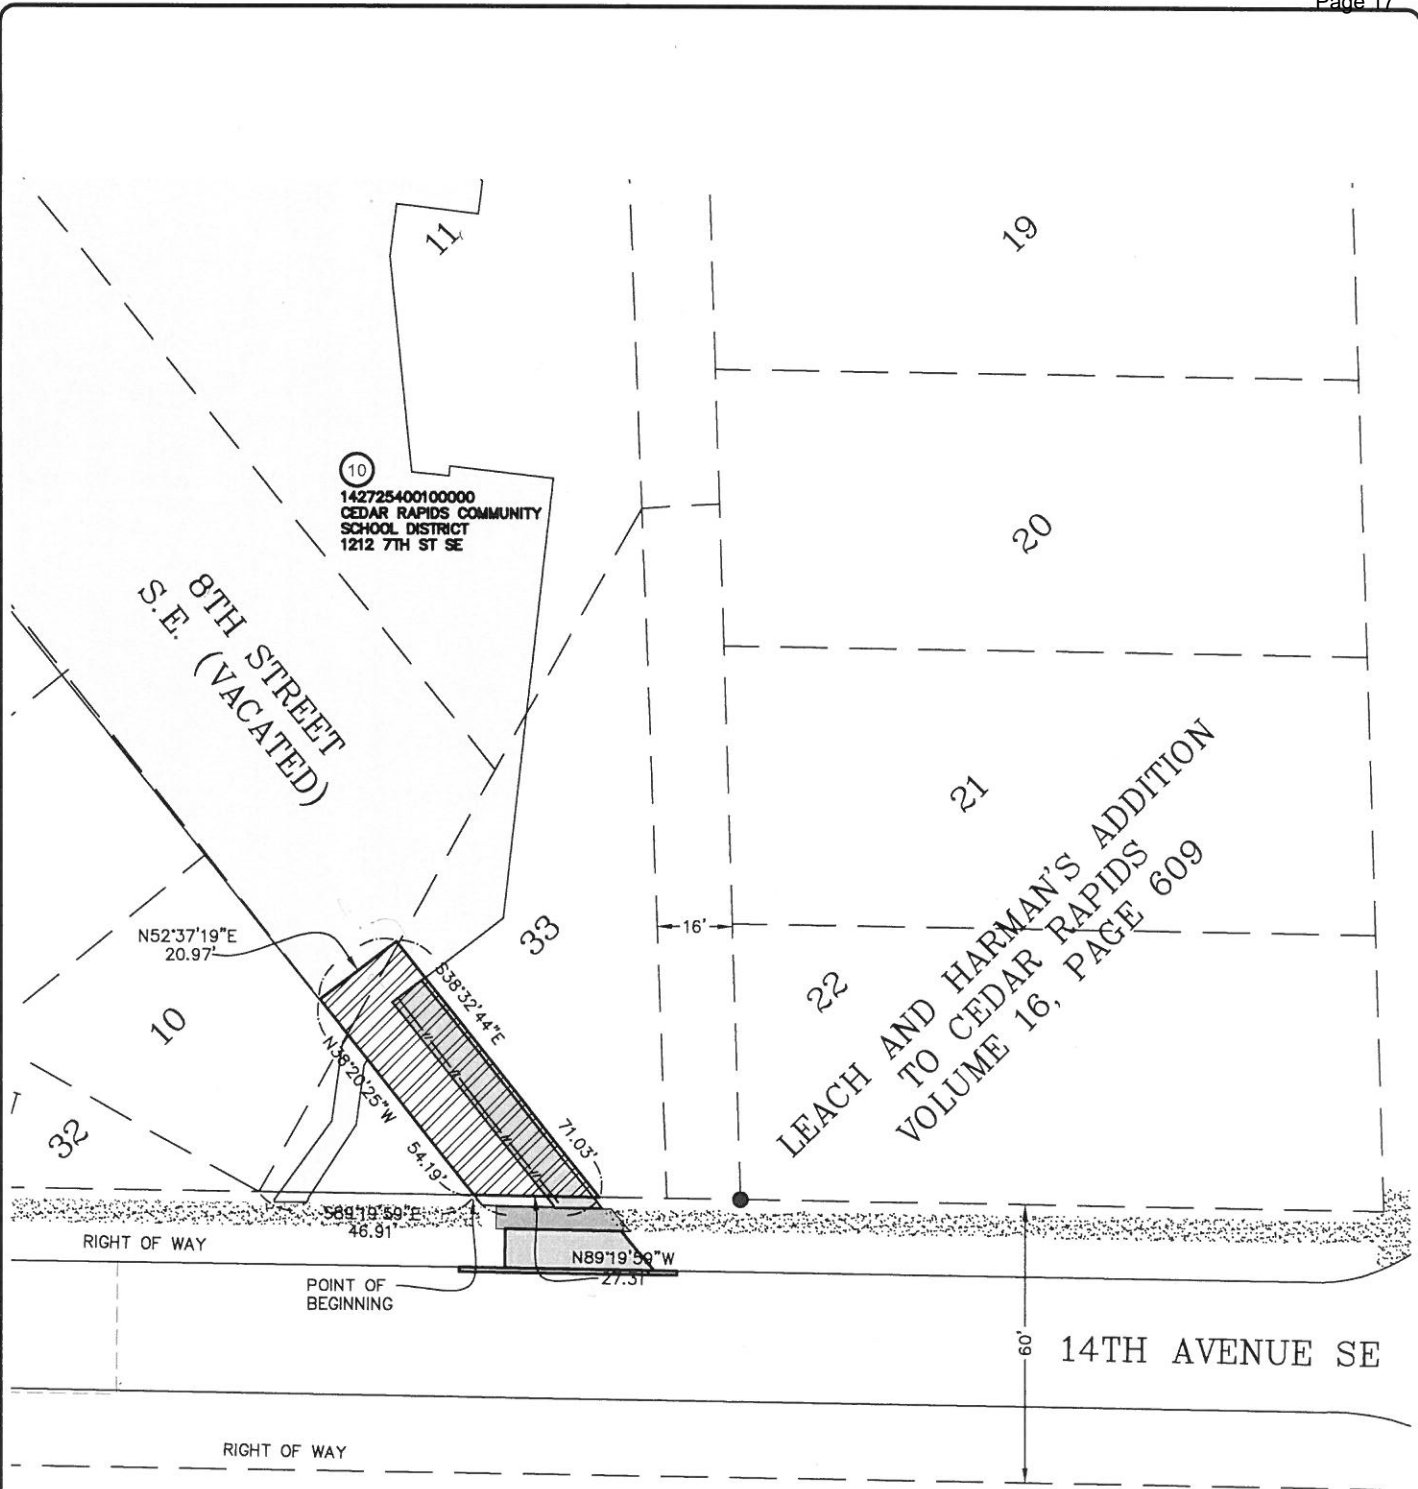 Page 17
11
19
10
142725400100000
CEDAR RAPIDS COMMUNITY
SCHOOL DISTRICT
1212 7TH ST SE
20
8TH STREET
S.E. (VACATED)
21
LEACH AND HARMAN'S ADDITION
TO CEDAR RAPIDS
VOLUME 16, PAGE 609
N52°37'19"E
20.97'
33
16'
22
S38°32'44"E
71.03'
10
N38°20'25"W
54.19'
32
S89°19'59"E
46.91'
RIGHT OF WAY
N89°19'59"W
27.31'
POINT OF
BEGINNING
60'
14TH AVENUE SE
RIGHT OF WAY